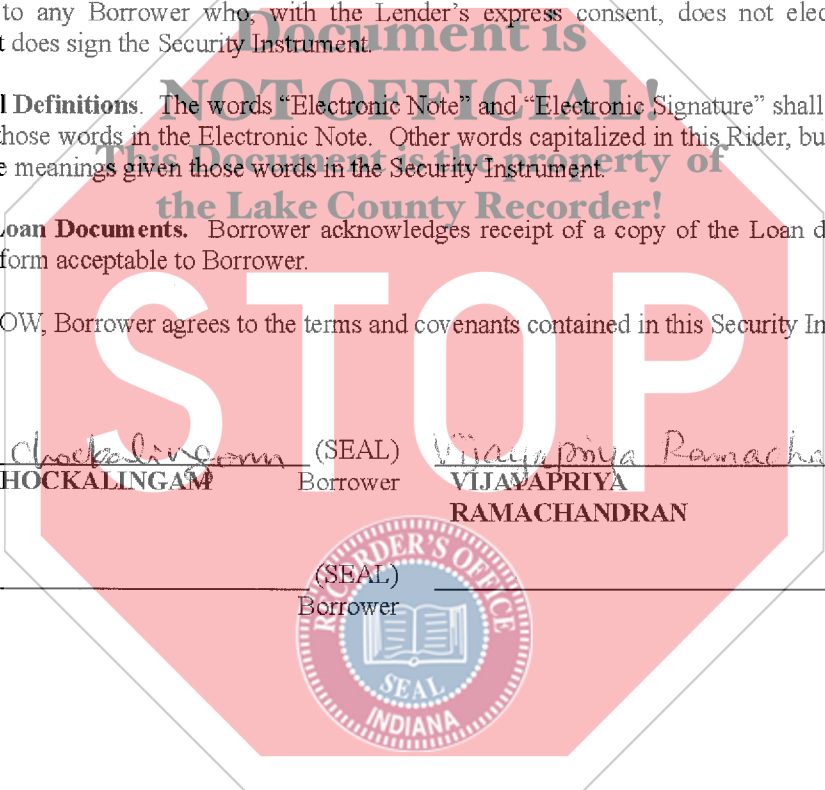 to any Borrower who, with the Lender’s express consent, does not elec
t does sign the Security Instrument.
Document is
NOT OFFICIAL!
l Definitions. The words “Electronic Note” and “Electronic Signature” shall
those words in the Electronic Note. Other words capitalized in this Rider, bu
This Document is the property of
e meanings given those words in the Security Instrument.
the Lake County Recorder!
oan Documents. Borrower acknowledges receipt of a copy of the Loan d
form acceptable to Borrower.
STOP
OW, Borrower agrees to the terms and covenants contained in this Security In
Chockalingam (SEAL) Vijayapriya Ramacha
HOCKALINGAM Borrower VIJAYAPRIYA
RAMACHANDRAN
(SEAL)
Borrower
RECORDER'S OFFICE
SEAL
INDIANA